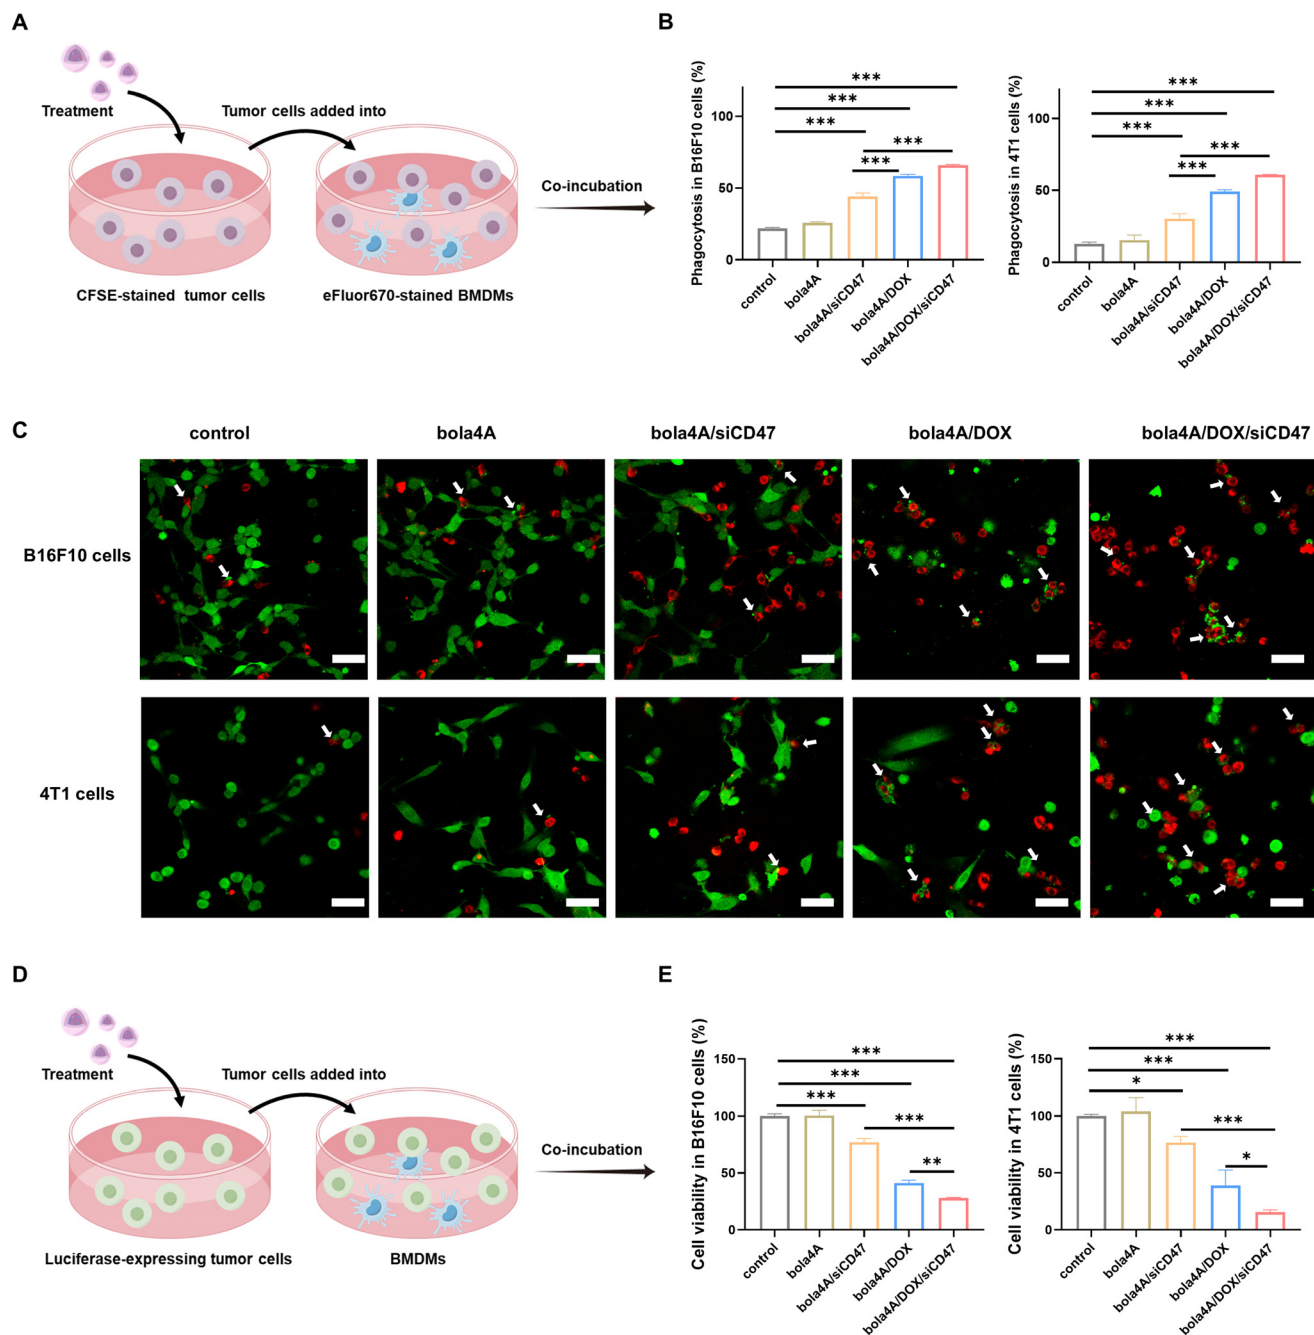 A
Treatment
Tumor cells added into
Co-incubation
CFSE-stained tumor cells
eFluor670-stained BMDMs
B
Phagocytosis in B16F10 cells (%)
100
50
0
***
***
***
***
***
control
bola4A
bola4A/siCD47
bola4A/DOX
bola4A/DOX/siCD47
Phagocytosis in 4T1 cells (%)
100
50
0
***
***
***
***
***
control
bola4A
bola4A/siCD47
bola4A/DOX
bola4A/DOX/siCD47
C
control
bola4A
bola4A/siCD47
bola4A/DOX
bola4A/DOX/siCD47
B16F10 cells
4T1 cells
D
Treatment
Tumor cells added into
Co-incubation
Luciferase-expressing tumor cells
BMDMs
E
Cell viability in B16F10 cells (%)
150
100
50
0
***
***
***
***
**
control
bola4A
bola4A/siCD47
bola4A/DOX
bola4A/DOX/siCD47
Cell viability in 4T1 cells (%)
150
100
50
0
***
***
*
***
*
control
bola4A
bola4A/siCD47
bola4A/DOX
bola4A/DOX/siCD47